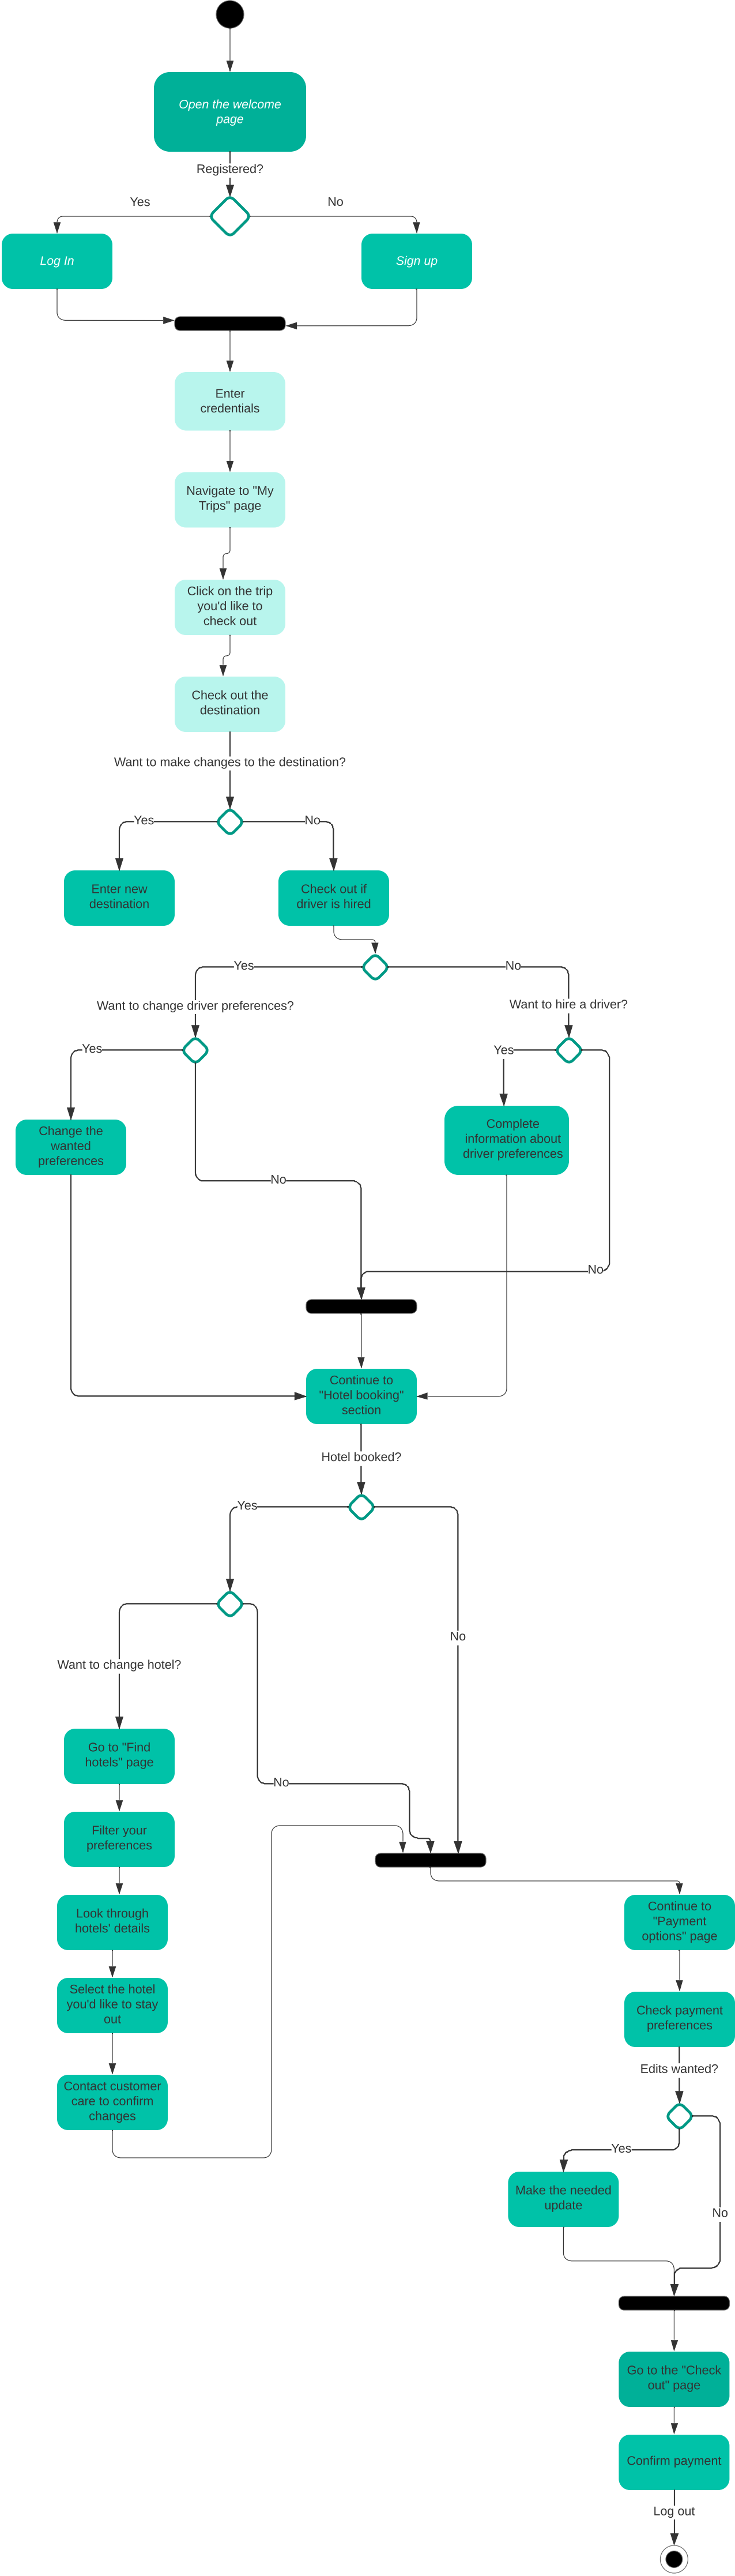 Open the welcome
page
Registered?
Yes
No
Log In
Sign up
Enter
credentials
Navigate to "My
Trips" page
Click on the trip
you'd like to
check out
Check out the
destination
Want to make changes to the destination?
Yes
No
Enter new
destination
Check out if
driver is hired
Yes
No
Want to change driver preferences?
Want to hire a driver?
Yes
Yes
Change the
wanted
preferences
Complete
information about
driver preferences
No
No
Continue to
"Hotel booking"
section
Hotel booked?
Yes
No
Want to change hotel?
Go to "Find
hotels" page
No
Filter your
preferences
Look through
hotels' details
Select the hotel
you'd like to stay
out
Contact customer
care to confirm
changes
Continue to
"Payment
options" page
Check payment
preferences
Edits wanted?
Yes
Make the needed
update
No
Go to the "Check
out" page
Confirm payment
Log out